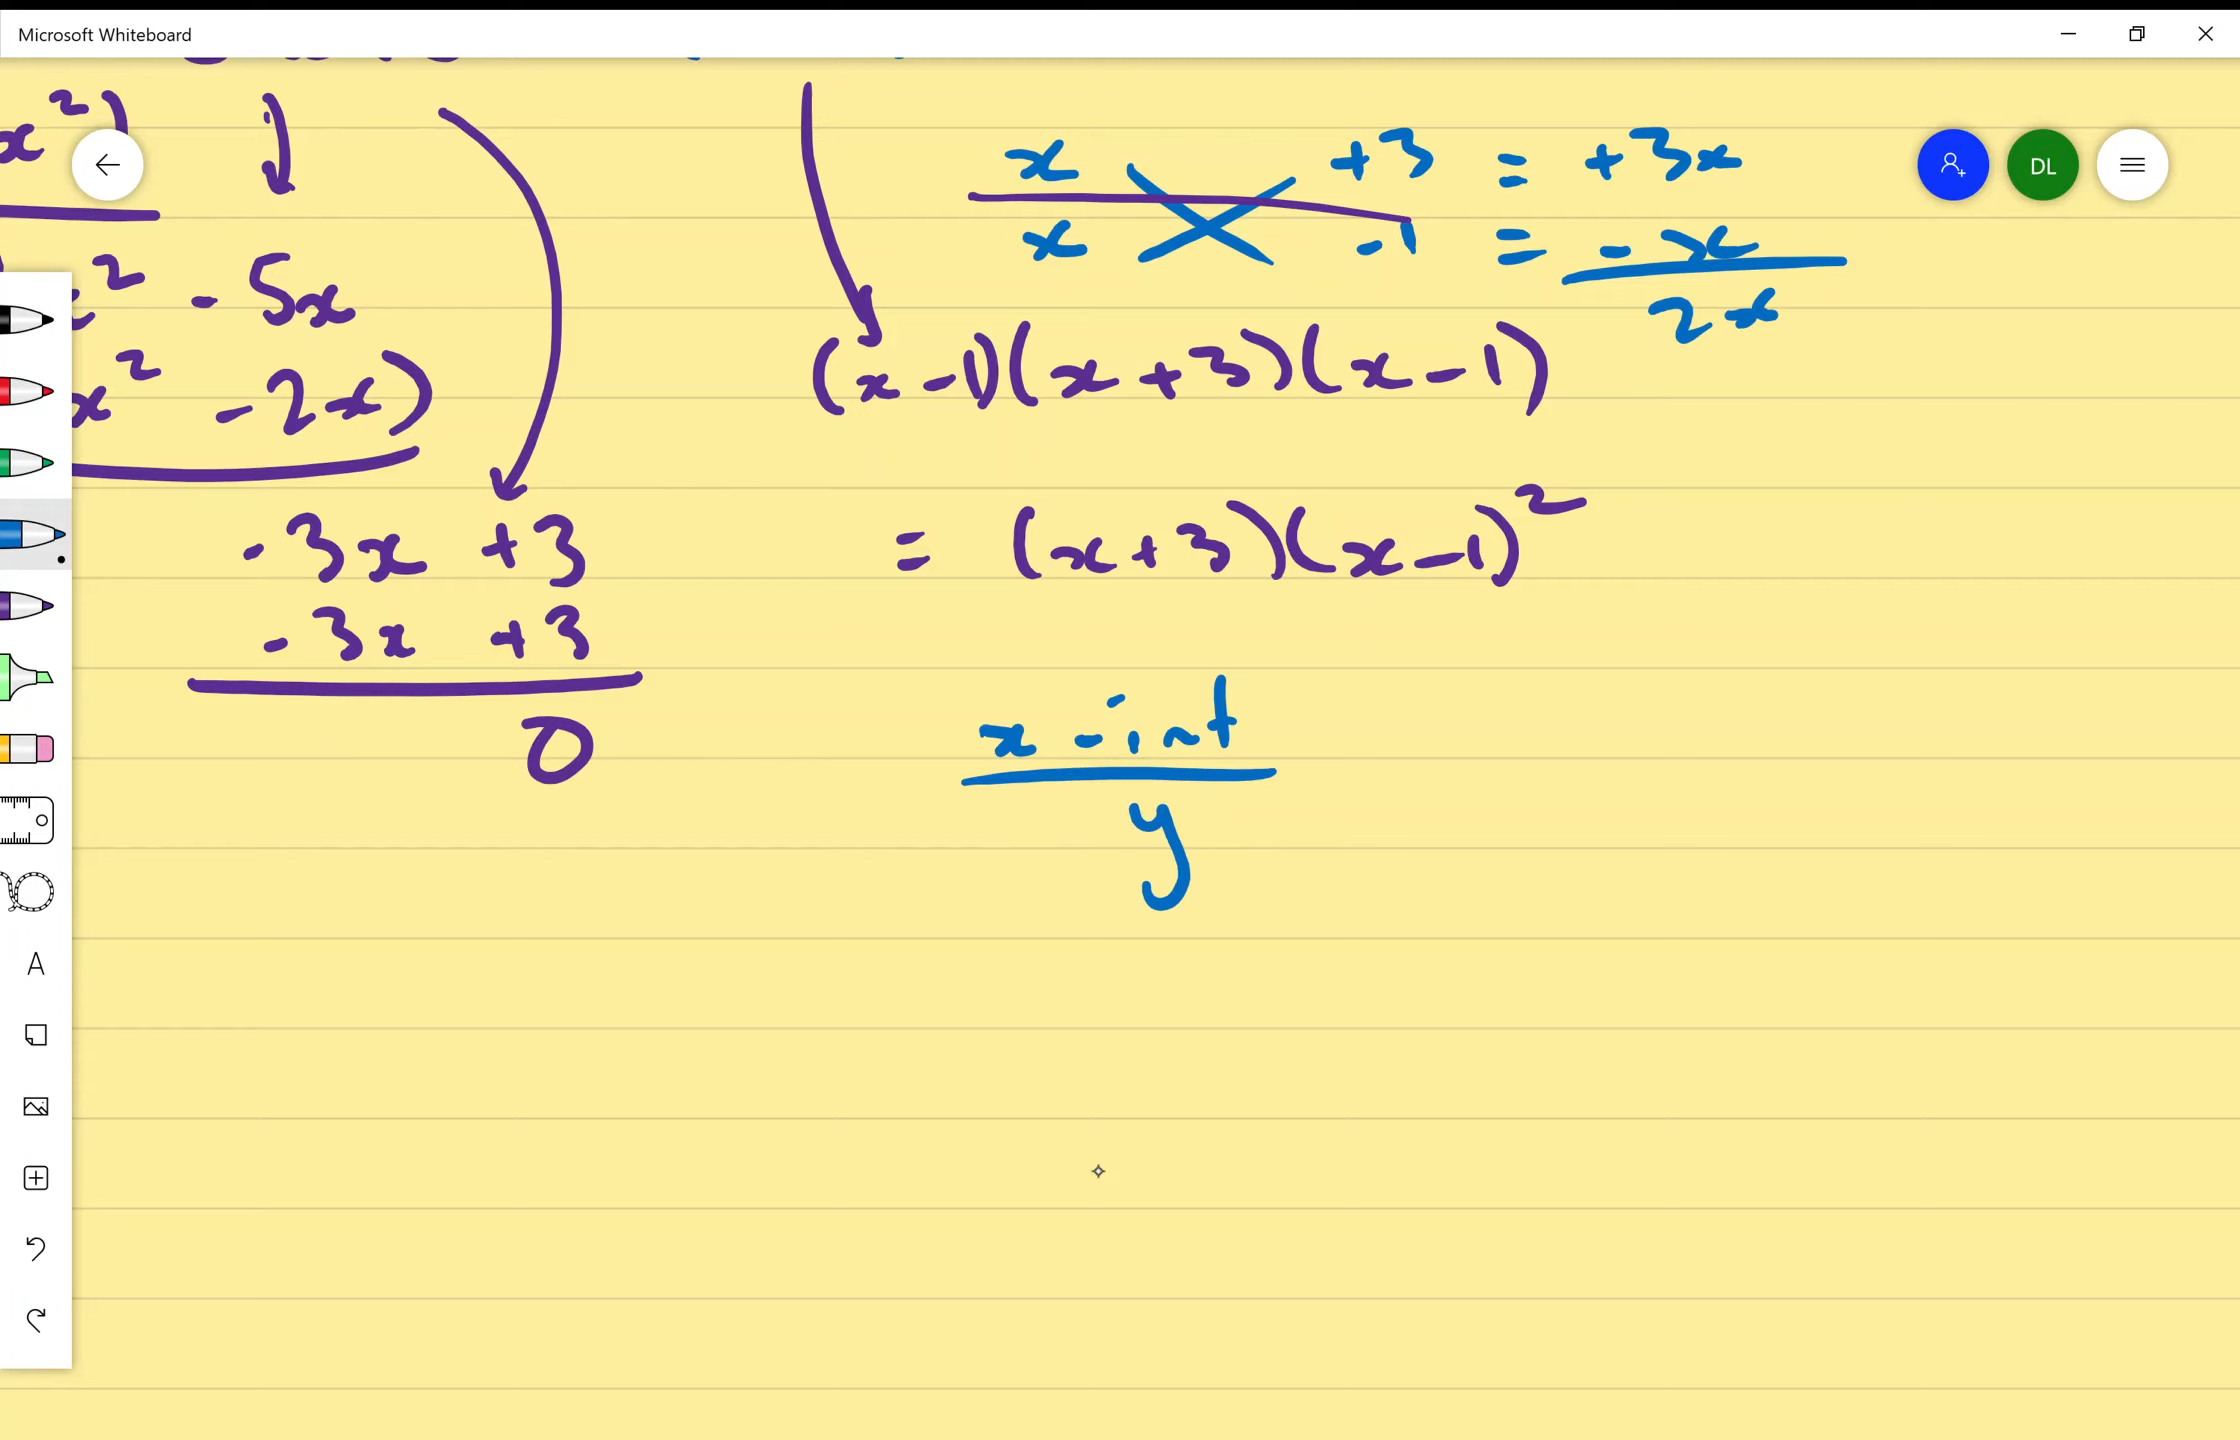 Microsoft Whiteboard
x²)
DL
x +3 = +3x
x -1 = -x
2x
² - 5x
x² - 2x)
(x-1)(x+3)(x-1)
-3x +3
= (x+3)(x-1)²
-3x +3
0
x-int
y
A